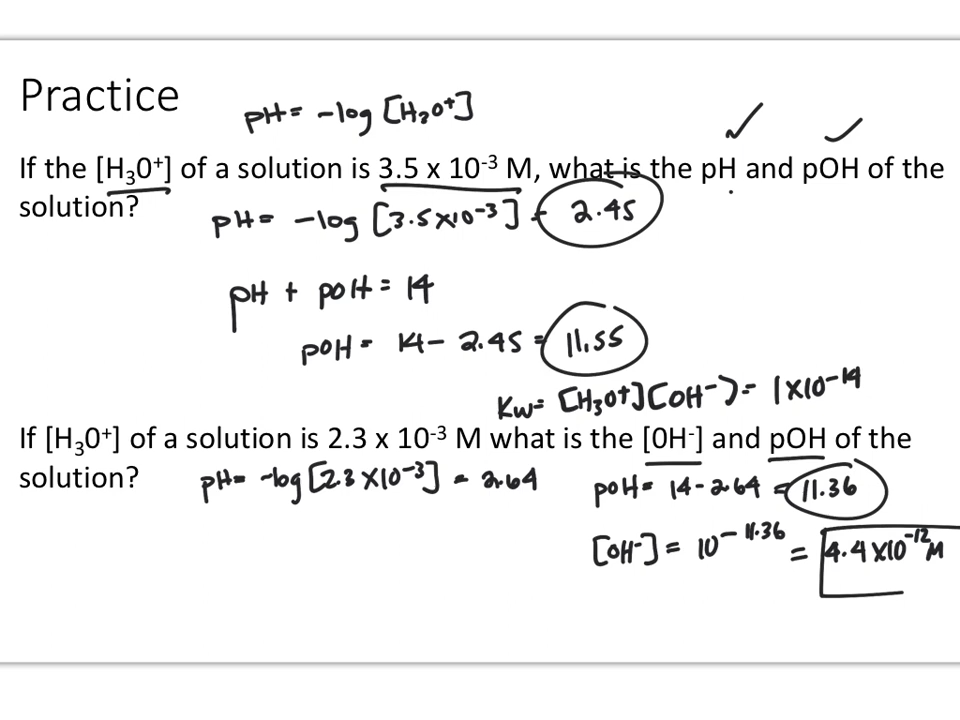 Practice
pH = -log [H₃O⁺]
If the [H₃0⁺] of a solution is 3.5 x 10⁻³ M, what is the pH and pOH of the
solution?
pH = -log [3.5x10⁻³] = 2.45
pH + pOH = 14
pOH = 14 - 2.45 = 11.55
Kw= [H₃O⁺][OH⁻] = 1x10⁻¹⁴
If [H₃0⁺] of a solution is 2.3 x 10⁻³ M what is the [0H⁻] and pOH of the
solution?
pH= -log [2.3x10⁻³] = 2.64
pOH = 14-2.64 = 11.36
[OH⁻] = 10⁻¹¹·³⁶ = 4.4x10⁻¹² M